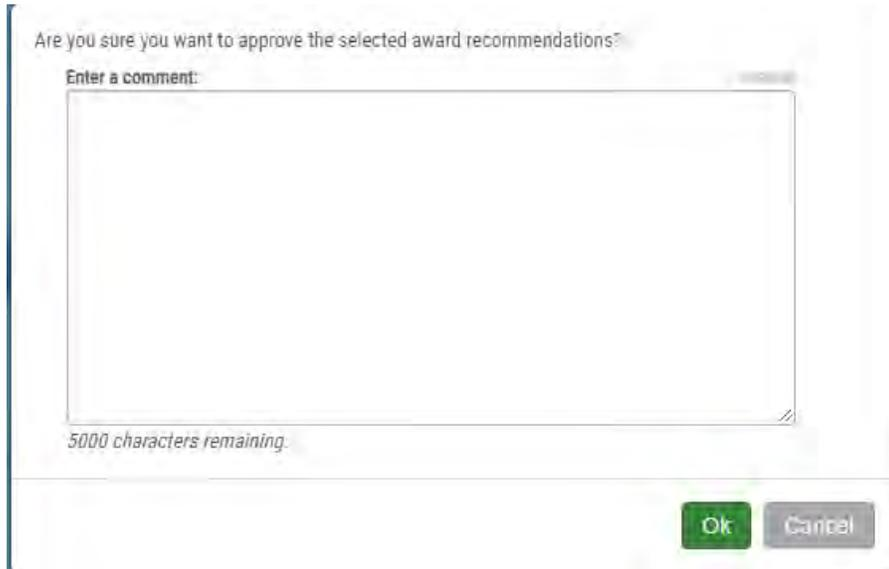 Are you sure you want to approve the selected award recommendations?
Enter a comment:
5000 characters remaining.
Ok
Cancel